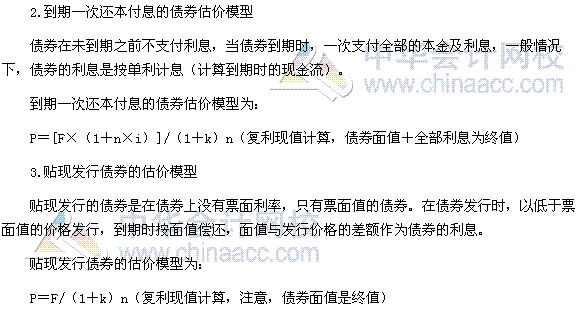 2.到期一次还本付息的债券估价模型
债券在未到期之前不支付利息，当债券到期时，一次支付全部的本金及利息，一般情况
下，债券的利息是按单利计息（计算到期时的现金流）。
到期一次还本付息的债券估价模型为：
P＝[F×（1＋n×i）]/（1＋k）n（复利现值计算，债券面值＋全部利息为终值）
3.贴现发行债券的估价模型
贴现发行的债券是在债券上没有票面利率，只有票面值的债券。在债券发行时，以低于票
面值的价格发行，到期时按面值偿还，面值与发行价格的差额作为债券的利息。
贴现发行债券的估价模型为：
P＝F/（1＋k）n（复利现值计算，注意，债券面值是终值）
中华会计网校
www.chinaacc.com
中华会计网校
www.chinaacc.com